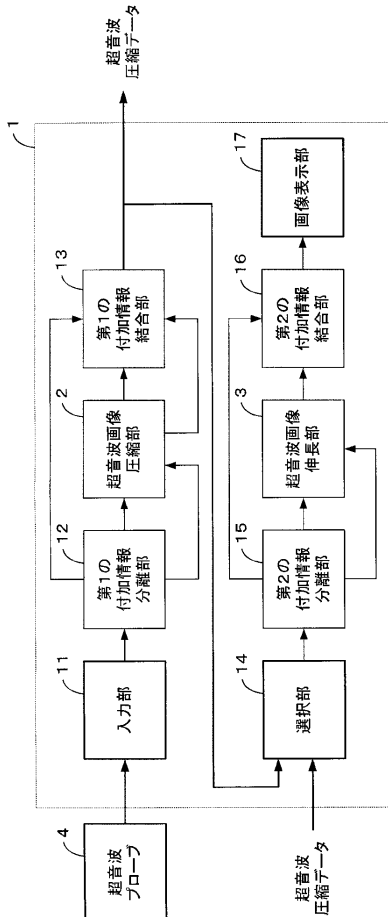 1
4
超音波
プローブ
11
入力部
12
第1の
付加情報
分離部
2
超音波画像
圧縮部
13
第1の
付加情報
結合部
超音波
圧縮データ
超音波
圧縮データ
14
選択部
15
第2の
付加情報
分離部
3
超音波画像
伸長部
16
第2の
付加情報
結合部
17
画像表示部